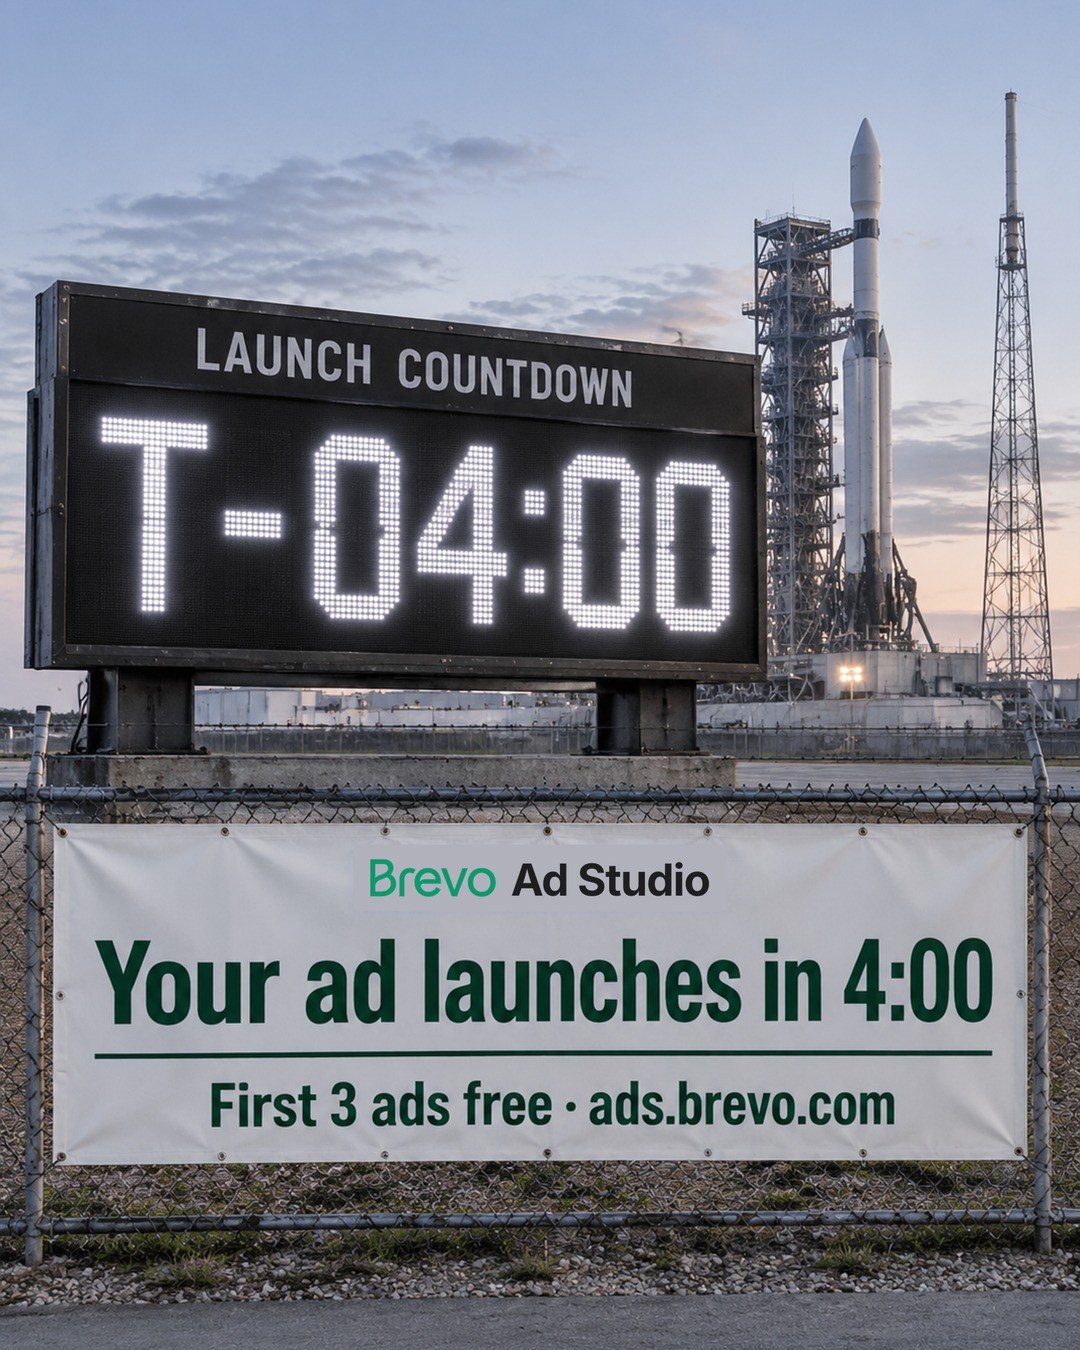 LAUNCH COUNTDOWN
T-04:00
Brevo Ad Studio
Your ad launches in 4:00
First 3 ads free · ads.brevo.com